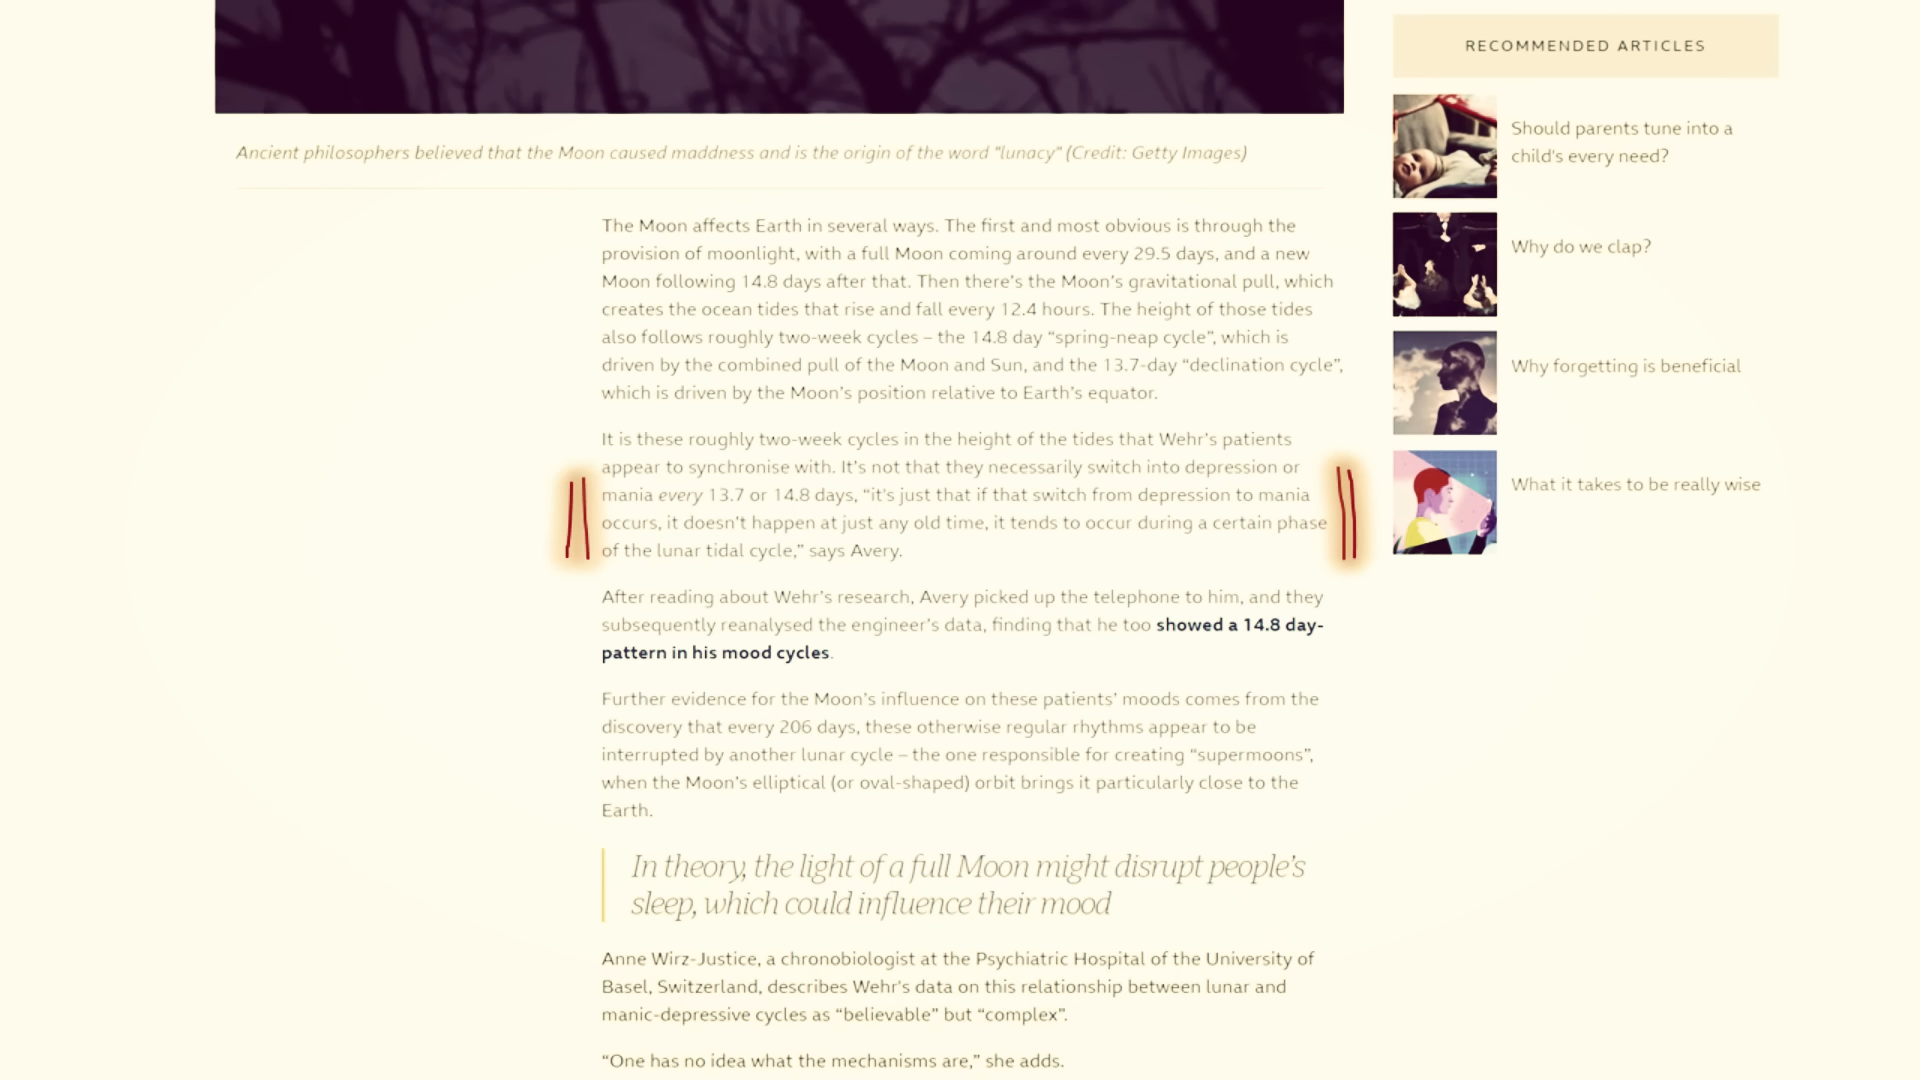 RECOMMENDED ARTICLES
Should parents tune into a
child's every need?
Why do we clap?
Why forgetting is beneficial
What it takes to be really wise
Ancient philosophers believed that the Moon caused maddness and is the origin of the word "lunacy" (Credit: Getty Images)
The Moon affects Earth in several ways. The first and most obvious is through the
provision of moonlight, with a full Moon coming around every 29.5 days, and a new
Moon following 14.8 days after that. Then there’s the Moon’s gravitational pull, which
creates the ocean tides that rise and fall every 12.4 hours. The height of those tides
also follows roughly two-week cycles – the 14.8 day “spring-neap cycle”, which is
driven by the combined pull of the Moon and Sun, and the 13.7-day “declination cycle”,
which is driven by the Moon’s position relative to Earth’s equator.
It is these roughly two-week cycles in the height of the tides that Wehr’s patients
appear to synchronise with. It’s not that they necessarily switch into depression or
mania every 13.7 or 14.8 days, “it’s just that if that switch from depression to mania
occurs, it doesn’t happen at just any old time, it tends to occur during a certain phase
of the lunar tidal cycle,” says Avery.
After reading about Wehr’s research, Avery picked up the telephone to him, and they
subsequently reanalysed the engineer’s data, finding that he too showed a 14.8 day-
pattern in his mood cycles.
Further evidence for the Moon’s influence on these patients’ moods comes from the
discovery that every 206 days, these otherwise regular rhythms appear to be
interrupted by another lunar cycle – the one responsible for creating “supermoons”,
when the Moon’s elliptical (or oval-shaped) orbit brings it particularly close to the
Earth.
In theory, the light of a full Moon might disrupt people’s
sleep, which could influence their mood
Anne Wirz-Justice, a chronobiologist at the Psychiatric Hospital of the University of
Basel, Switzerland, describes Wehr's data on this relationship between lunar and
manic-depressive cycles as “believable” but “complex”.
“One has no idea what the mechanisms are,” she adds.